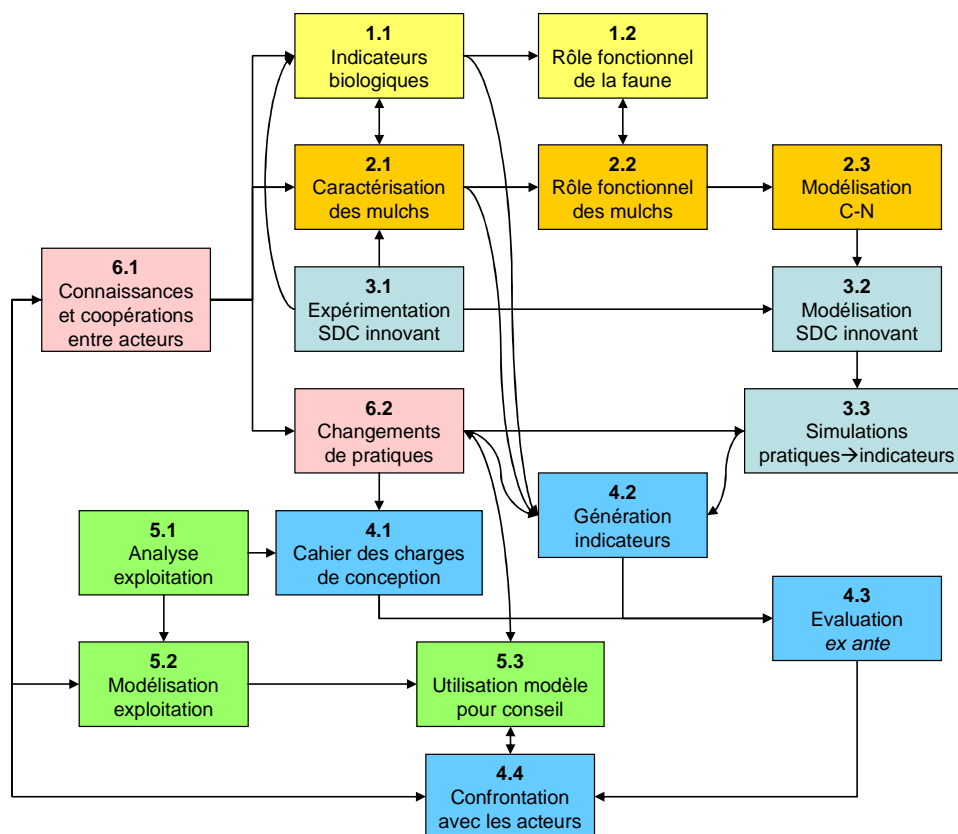 1.1
Indicateurs
biologiques
1.2
Rôle fonctionnel
de la faune
2.1
Caractérisation
des mulchs
2.2
Rôle fonctionnel
des mulchs
2.3
Modélisation
C-N
6.1
Connaissances
et coopérations
entre acteurs
3.1
Expérimentation
SDC innovant
3.2
Modélisation
SDC innovant
6.2
Changements
de pratiques
3.3
Simulations
pratiques→indicateurs
4.2
Génération
indicateurs
5.1
Analyse
exploitation
4.1
Cahier des charges
de conception
4.3
Evaluation
ex ante
5.2
Modélisation
exploitation
5.3
Utilisation modèle
pour conseil
4.4
Confrontation
avec les acteurs